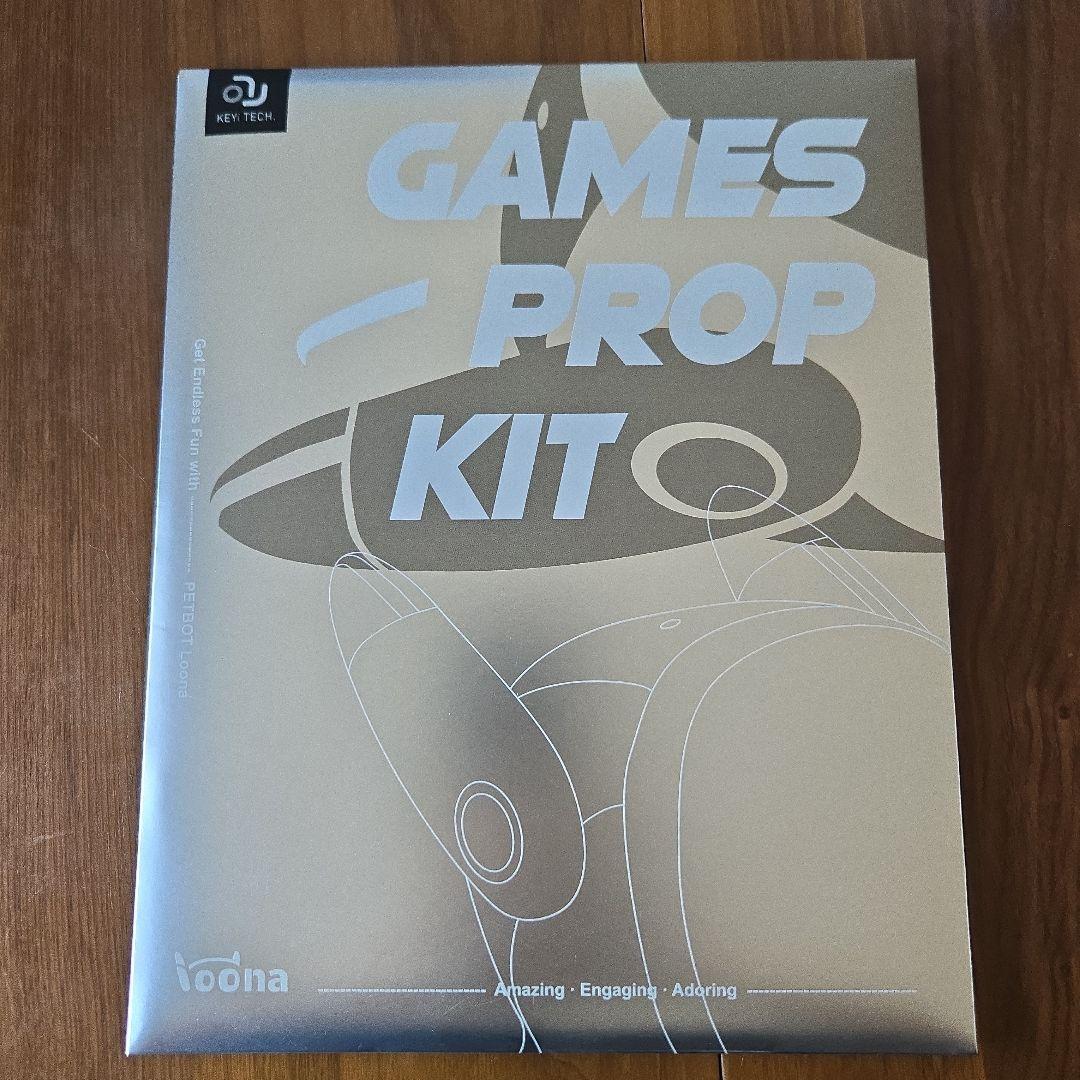 KEYi TECH.
GAMES
PROP
KIT
Get Endless Fun with ---------------- PETBOT Loona
loona
Amazing · Engaging · Adoring